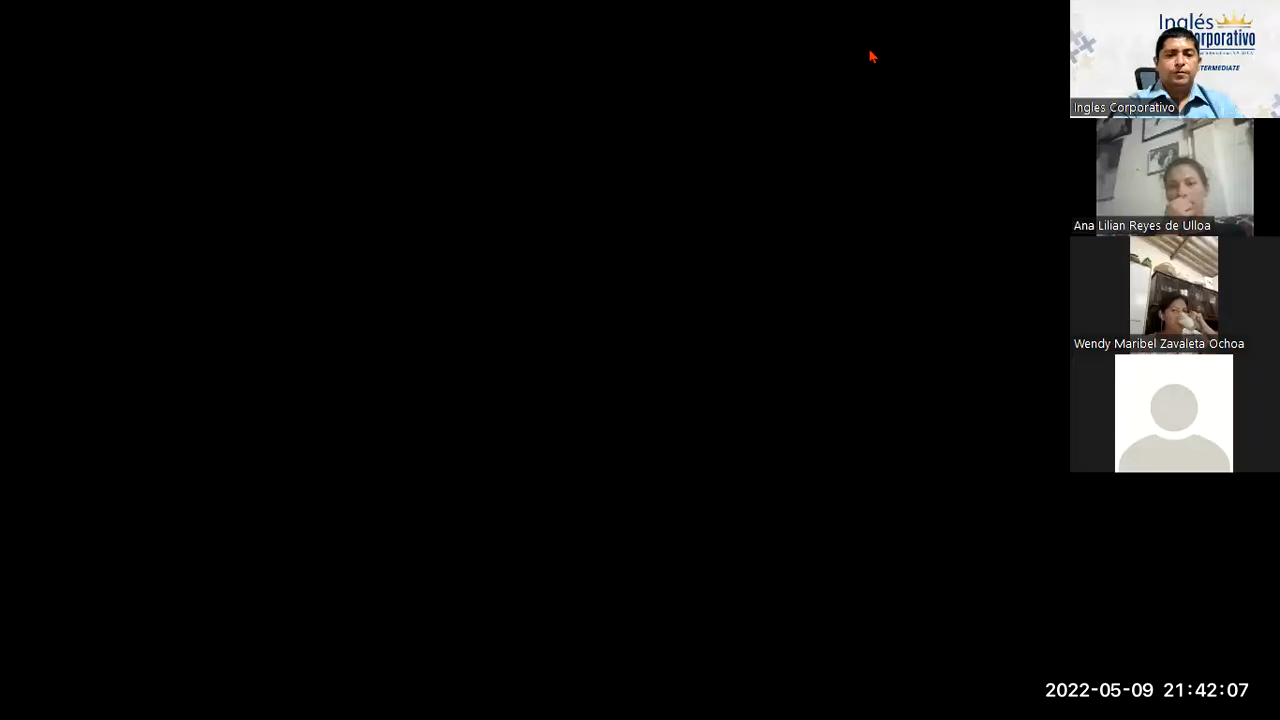 Inglés
Corporativo
INTERMEDIATE
Ingles Corporativo
Ana Lilian Reyes de Ulloa
Wendy Maribel Zavaleta Ochoa
2022-05-09 21:42:07